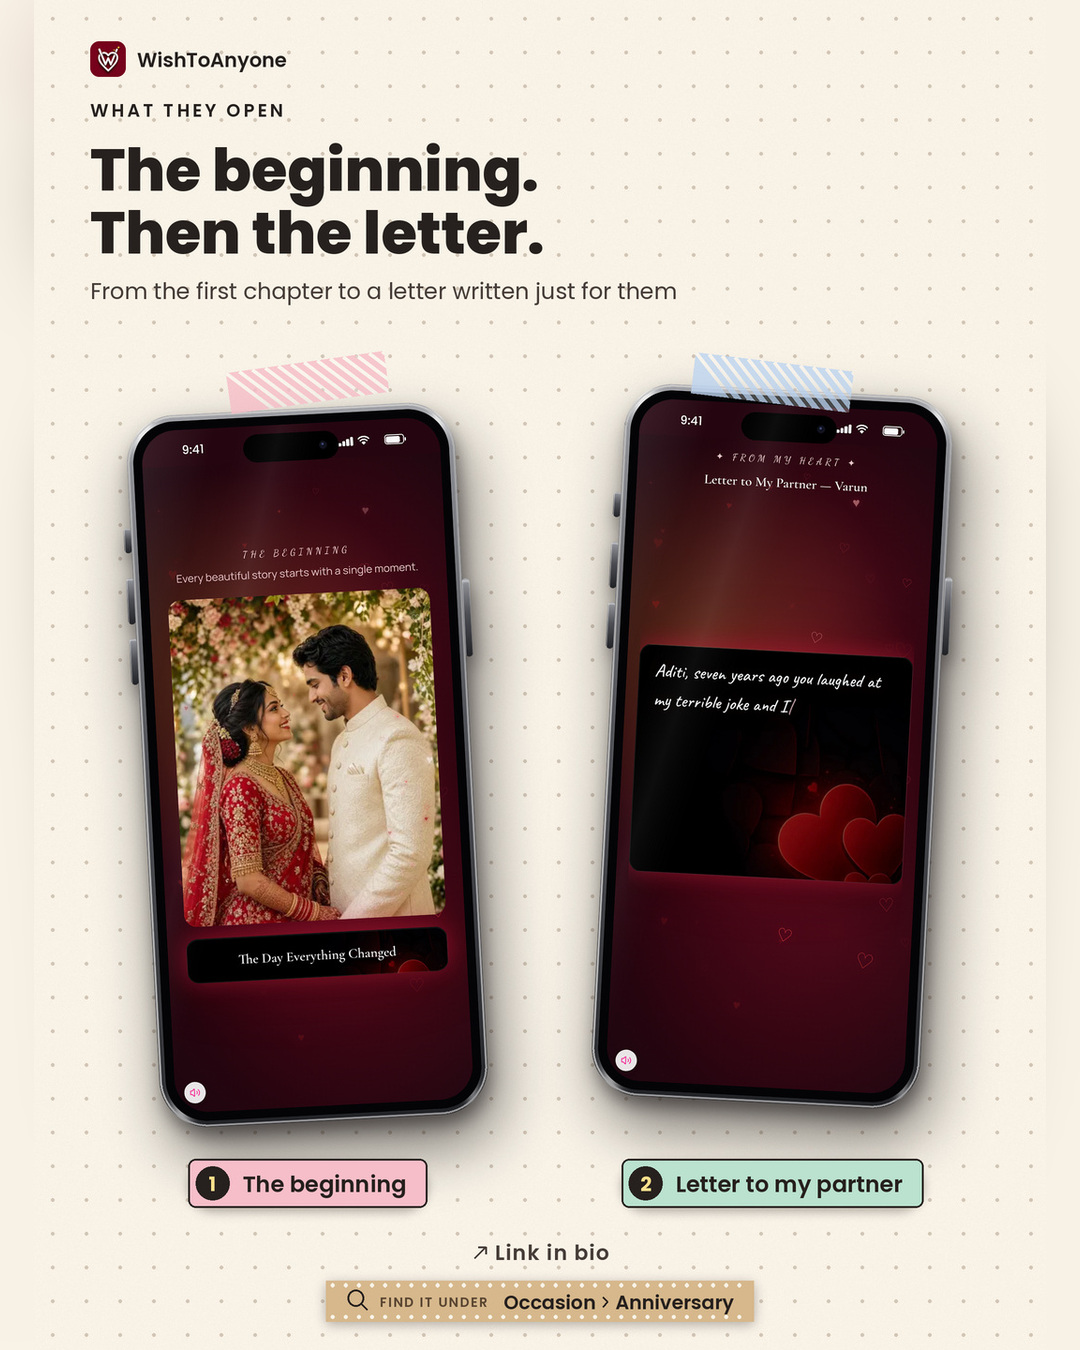 WishToAnyone
WHAT THEY OPEN
The beginning.
Then the letter.
From the first chapter to a letter written just for them
9:41
THE BEGINNING
Every beautiful story starts with a single moment.
The Day Everything Changed
9:41
FROM MY HEART
Letter to My Partner — Varun
Aditi, seven years ago you laughed at
my terrible joke and I
1 The beginning
2 Letter to my partner
↗ Link in bio
FIND IT UNDER Occasion > Anniversary